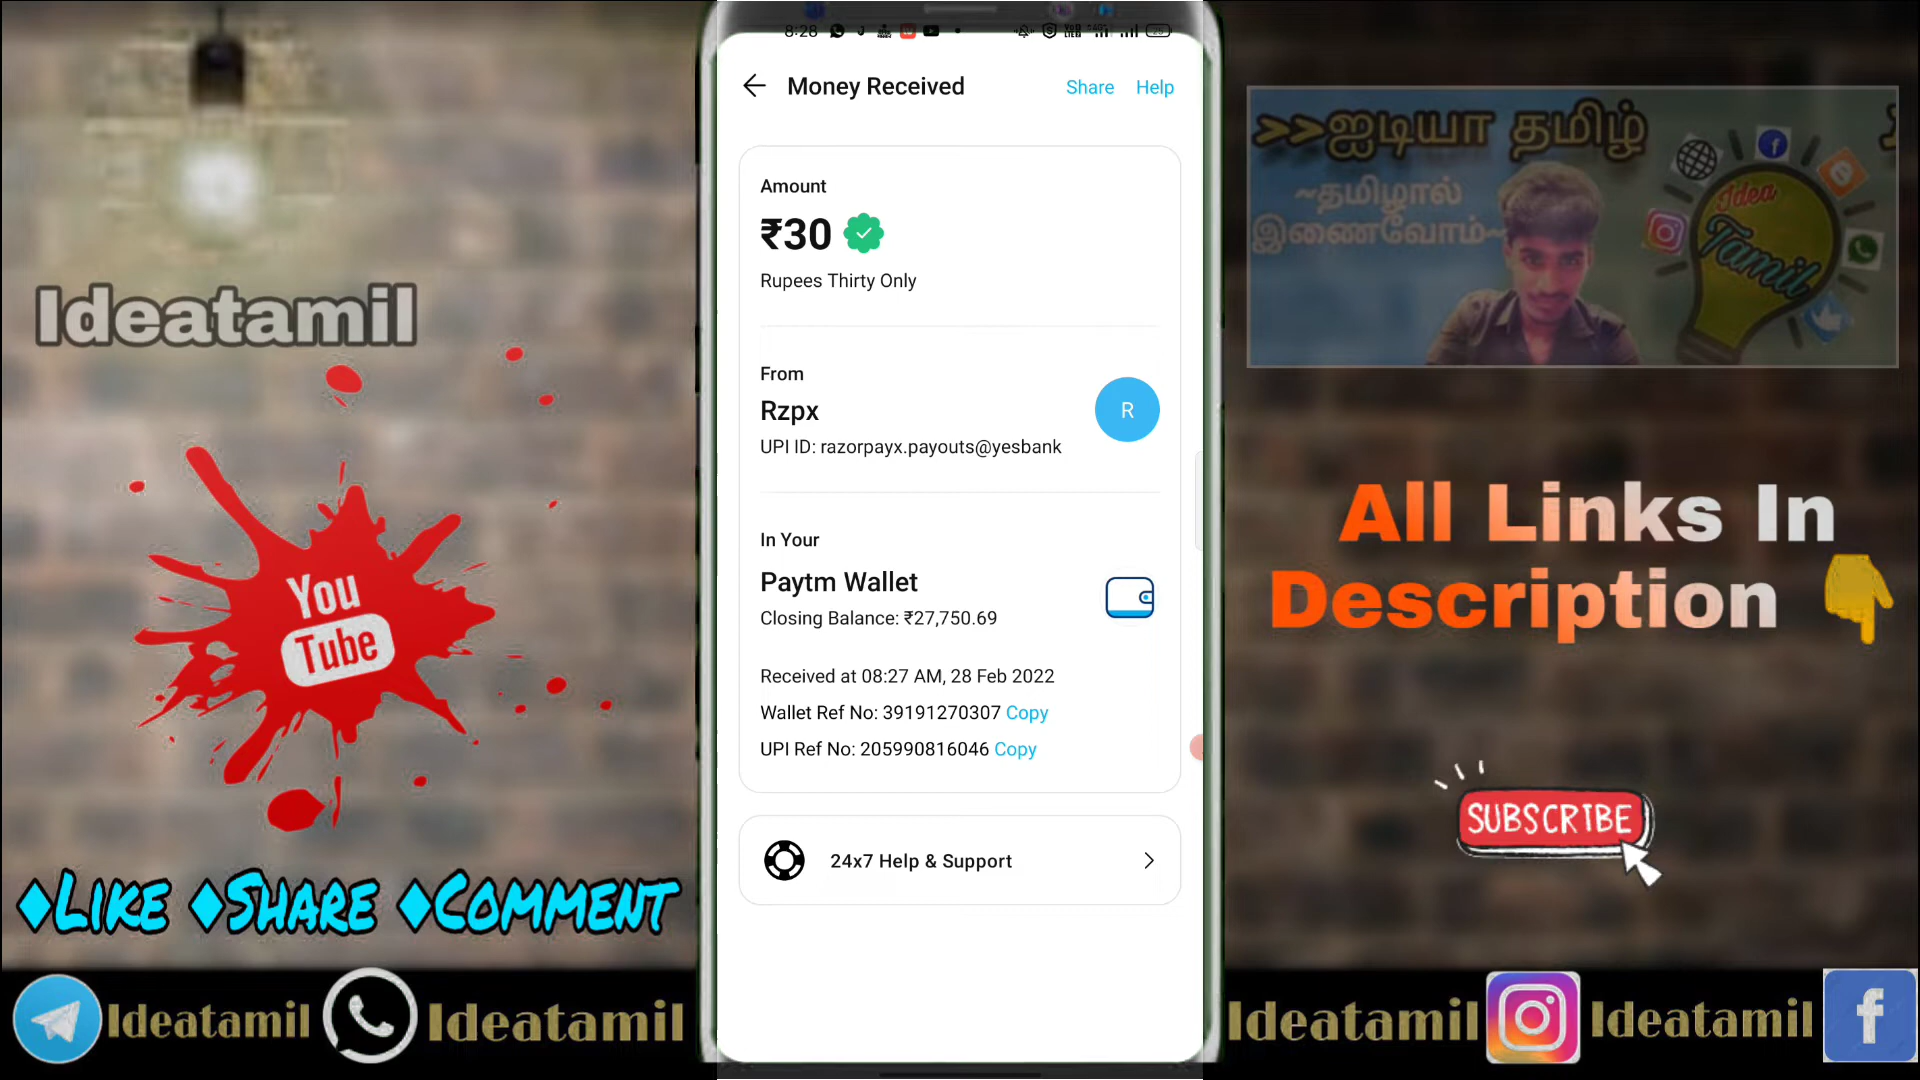 8:28
Money Received
Share
Help
Amount
₹30
Rupees Thirty Only
From
Rzpx
R
UPI ID: razorpayx.payouts@yesbank
In Your
Paytm Wallet
Closing Balance: ₹27,750.69
Received at 08:27 AM, 28 Feb 2022
Wallet Ref No: 39191270307 Copy
UPI Ref No: 205990816046 Copy
24x7 Help & Support
Ideatamil
You
Tube
♦LIKE ♦SHARE ♦COMMENT
>>ஐடியா தமிழ்
~தமிழால்
இணைவோம்~
Idea
Tamil
All Links In
Description 👇
SUBSCRIBE
Ideatamil
Ideatamil
Ideatamil
Ideatamil